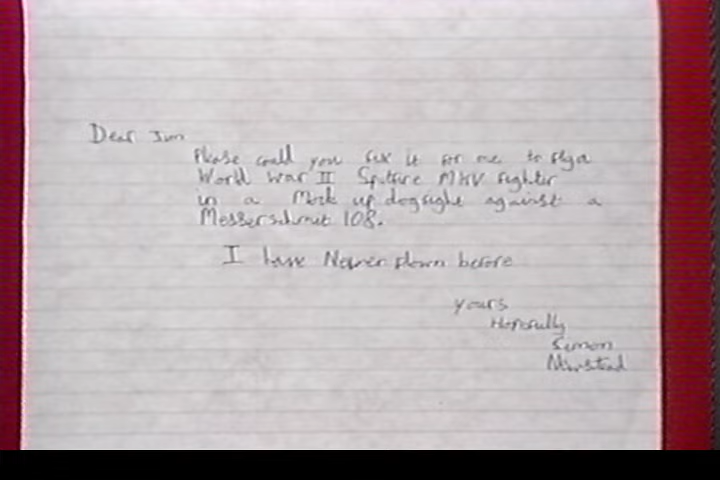 Dear Jim
Please could you fix it for me to fly a
World War II Spitfire MKV fighter
in a Mock up dogfight against a
Messerschmit 108.
I have Never flown before
yours
Hopefully
Simon
Newstead